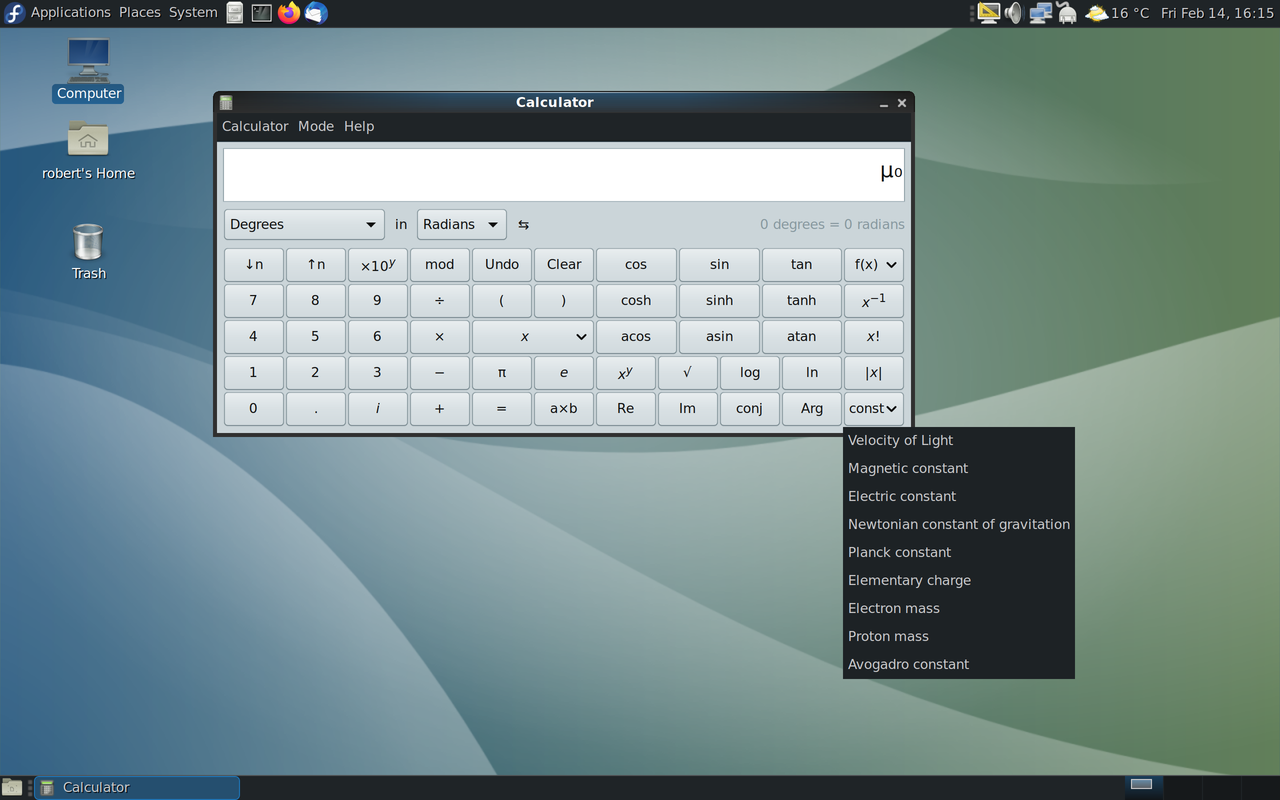 Applications Places System
16 °C Fri Feb 14, 16:15
Computer
robert's Home
Trash
Calculator
Calculator Mode Help
μ₀
Degrees in Radians ⇆ 0 degrees = 0 radians
↓n ↑n ×10ʸ mod Undo Clear cos sin tan f(x)
7 8 9 ÷ ( ) cosh sinh tanh x⁻¹
4 5 6 × x acos asin atan x!
1 2 3 − π e xʸ √ log ln |x|
0 . i + = a×b Re Im conj Arg const
Velocity of Light
Magnetic constant
Electric constant
Newtonian constant of gravitation
Planck constant
Elementary charge
Electron mass
Proton mass
Avogadro constant
Calculator